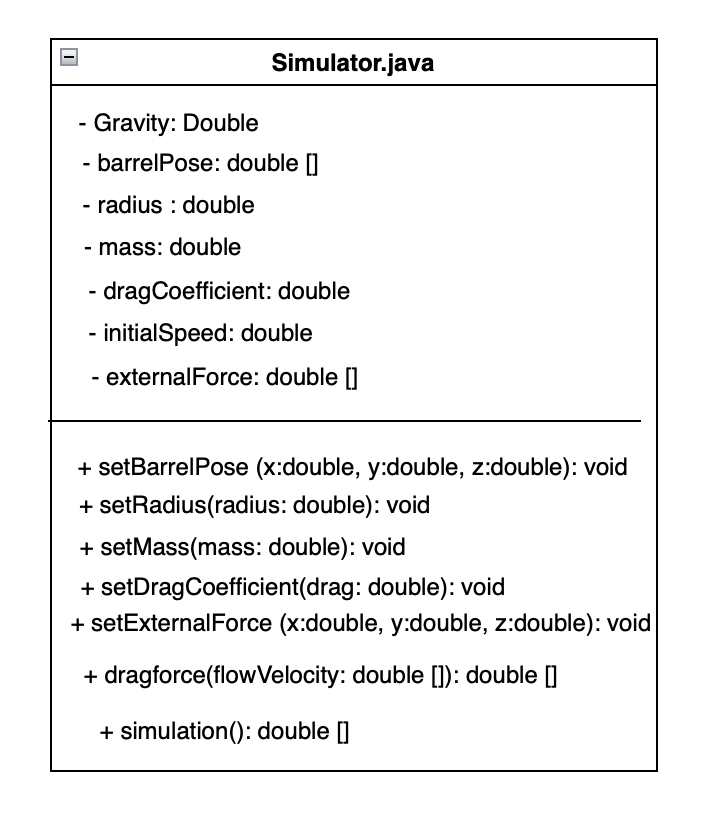 Simulator.java
- Gravity: Double
- barrelPose: double []
- radius : double
- mass: double
- dragCoefficient: double
- initialSpeed: double
- externalForce: double []
+ setBarrelPose (x:double, y:double, z:double): void
+ setRadius(radius: double): void
+ setMass(mass: double): void
+ setDragCoefficient(drag: double): void
+ setExternalForce (x:double, y:double, z:double): void
+ dragforce(flowVelocity: double []): double []
+ simulation(): double []